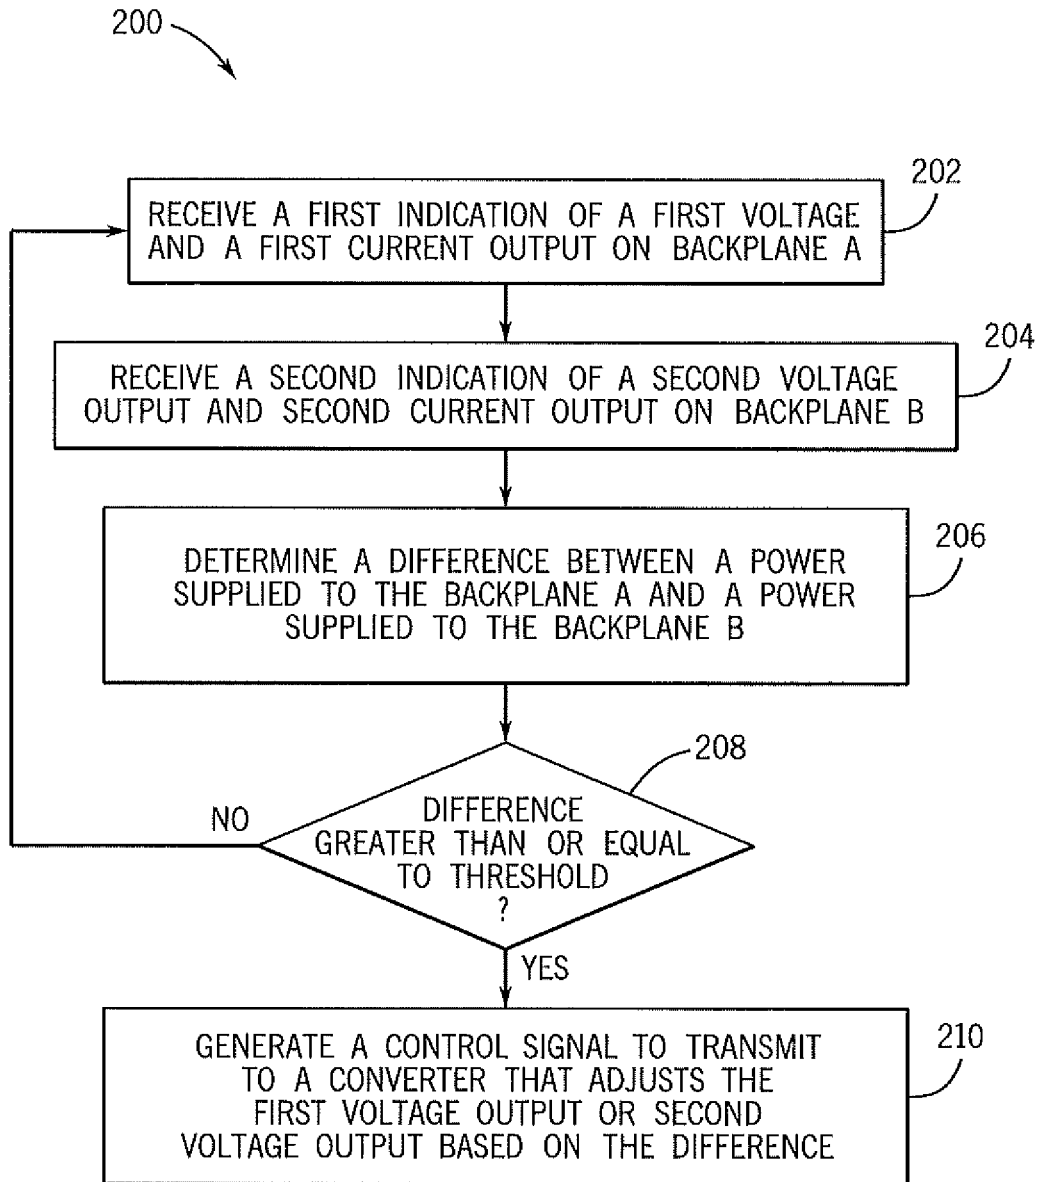 200
202
RECEIVE A FIRST INDICATION OF A FIRST VOLTAGE
AND A FIRST CURRENT OUTPUT ON BACKPLANE A
204
RECEIVE A SECOND INDICATION OF A SECOND VOLTAGE
OUTPUT AND SECOND CURRENT OUTPUT ON BACKPLANE B
206
DETERMINE A DIFFERENCE BETWEEN A POWER
SUPPLIED TO THE BACKPLANE A AND A POWER
SUPPLIED TO THE BACKPLANE B
208
NO
DIFFERENCE
GREATER THAN OR EQUAL
TO THRESHOLD
?
YES
210
GENERATE A CONTROL SIGNAL TO TRANSMIT
TO A CONVERTER THAT ADJUSTS THE
FIRST VOLTAGE OUTPUT OR SECOND
VOLTAGE OUTPUT BASED ON THE DIFFERENCE